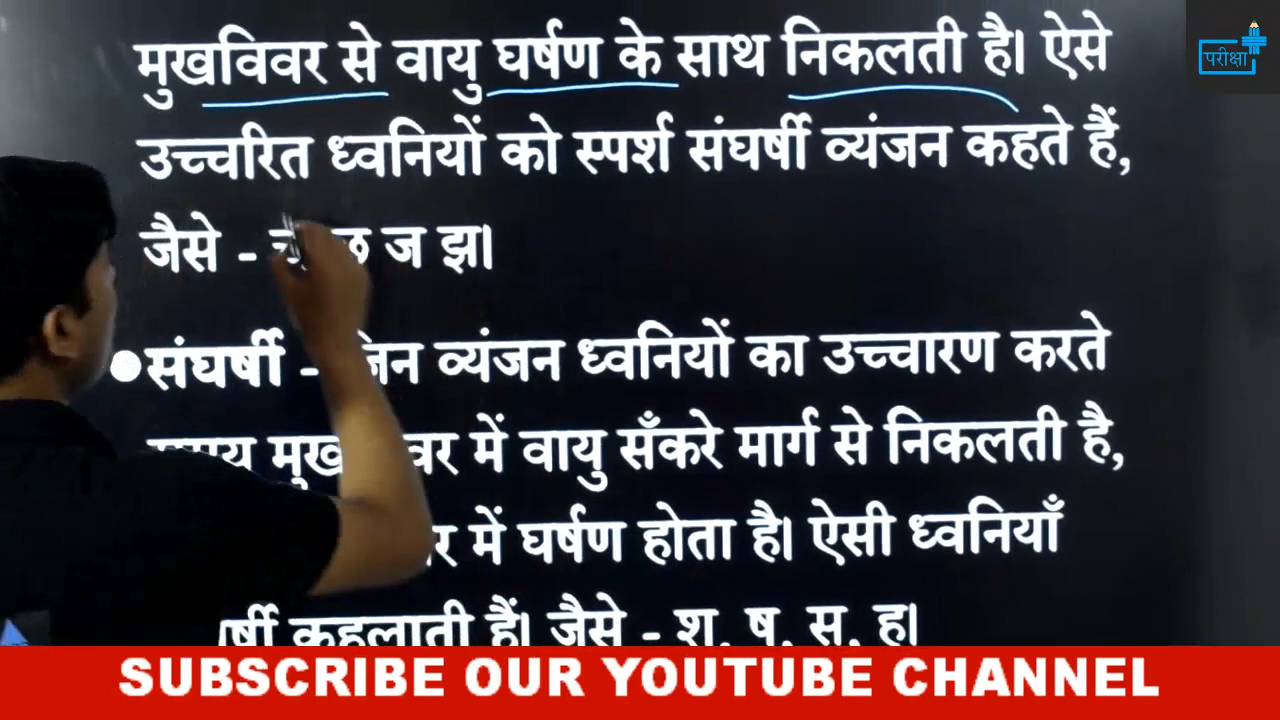 मुखविवर से वायु घर्षण के साथ निकलती है। ऐसे
परीक्षा
उच्चरित ध्वनियों को स्पर्श संघर्षी व्यंजन कहते हैं,
जैसे - च छ ज झ।
संघर्षी - जिन व्यंजन ध्वनियों का उच्चारण करते
में वायु सँकरे मार्ग से निकलती है,
में घर्षण होता है। ऐसी ध्वनियाँ
कहलाती हैं। जैसे - श, ष, स, ह।
SUBSCRIBE OUR YOUTUBE CHANNEL